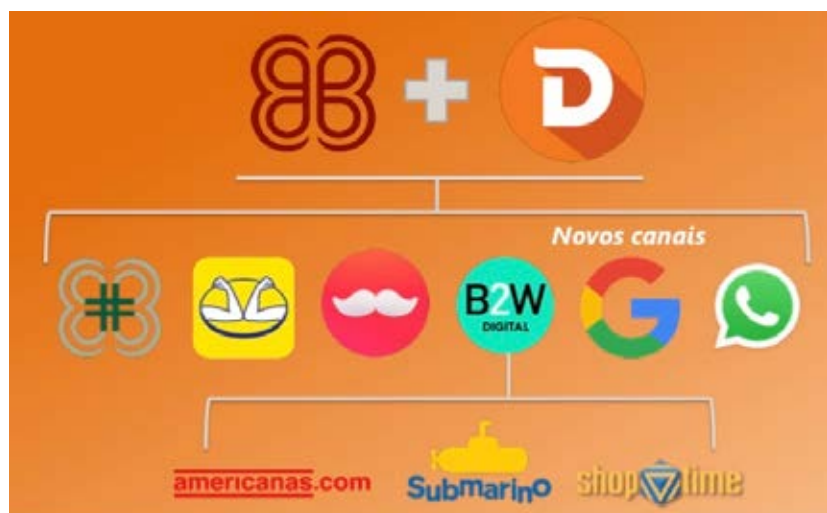 D
Novos canais
B2W
DIGITAL
G
americanas.com
Submarino
shoptime